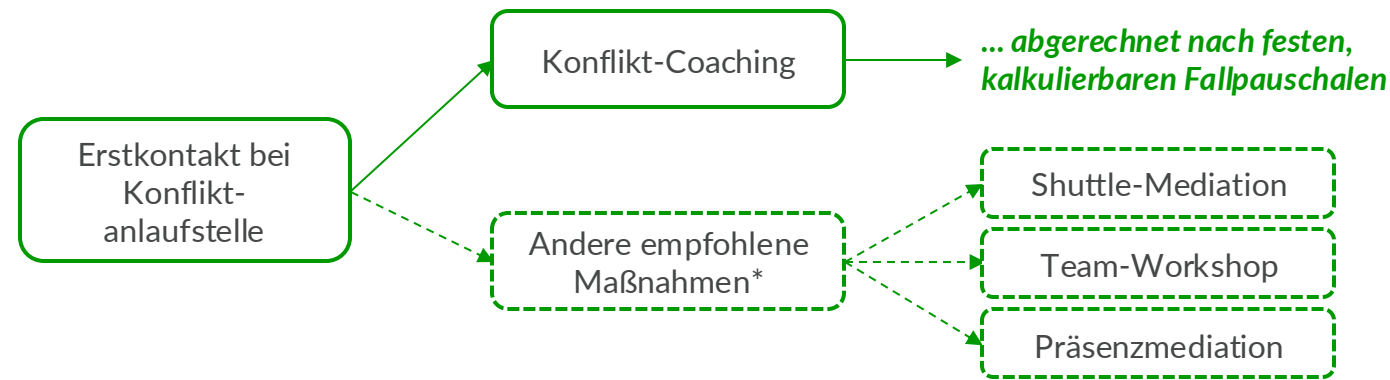 Erstkontakt bei
Konflikt-
anlaufstelle
Konflikt-Coaching
... abgerechnet nach festen,
kalkulierbaren Fallpauschalen
Andere empfohlene
Maßnahmen*
Shuttle-Mediation
Team-Workshop
Präsenzmediation